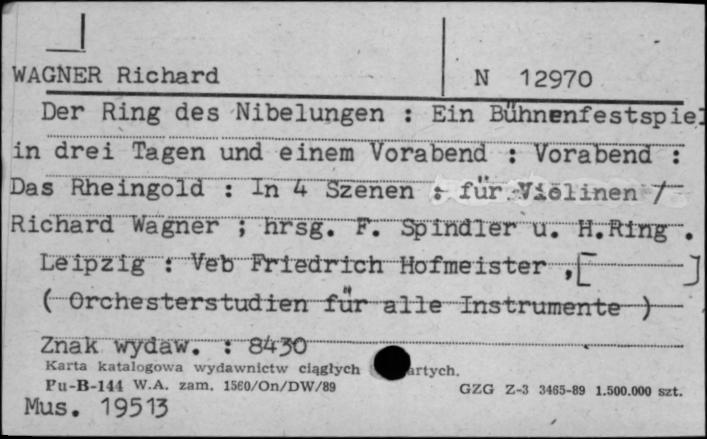 WAGNER Richard
N 12970
Der Ring des Nibelungen : Ein Bühnenfestspiel
in drei Tagen und einem Vorabend : Vorabend :
Das Rheingold : In 4 Szenen : für Violinen /
Richard Wagner ; hrsg. F. Spindler u. H.Ring .
Leipzig : Veb Friedrich Hofmeister ,[ ]
( Orchesterstudien für alle Instrumente )
Znak wydaw. : 8430
Karta katalogowa wydawnictw ciągłych artych.
Pu-B-144 W.A. zam. 1560/On/DW/89
GZG Z-3 3465-89 1.500.000 szt.
Mus. 19513